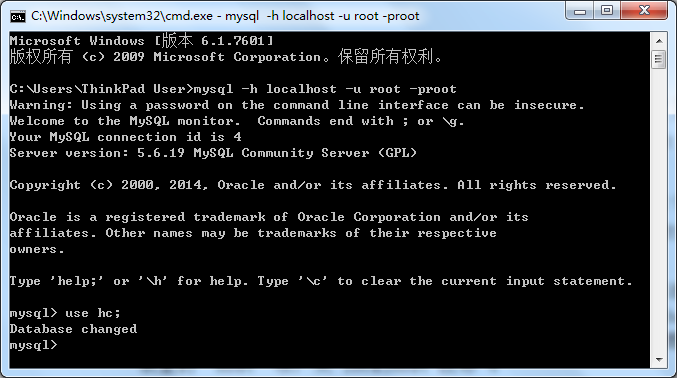 C:\Windows\system32\cmd.exe - mysql -h localhost -u root -proot
Microsoft Windows [版本 6.1.7601]
版权所有 (c) 2009 Microsoft Corporation。保留所有权利。
C:\Users\ThinkPad User>mysql -h localhost -u root -proot
Warning: Using a password on the command line interface can be insecure.
Welcome to the MySQL monitor.  Commands end with ; or \g.
Your MySQL connection id is 4
Server version: 5.6.19 MySQL Community Server (GPL)
Copyright (c) 2000, 2014, Oracle and/or its affiliates. All rights reserved.
Oracle is a registered trademark of Oracle Corporation and/or its
affiliates. Other names may be trademarks of their respective
owners.
Type 'help;' or '\h' for help. Type '\c' to clear the current input statement.
mysql> use hc;
Database changed
mysql>